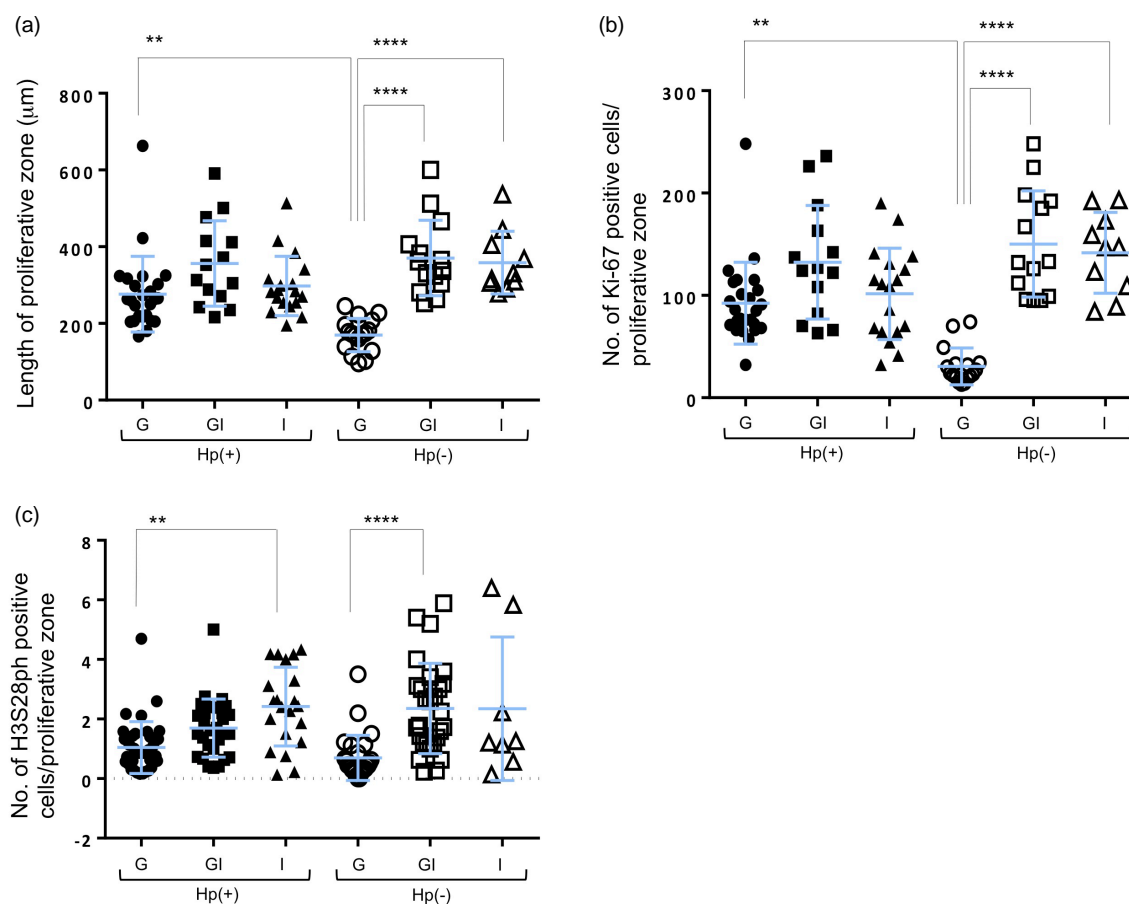 (a)
** ****
****
Length of proliferative zone (μm)
800
600
400
200
0
G GI I G GI I
Hp(+) Hp(-)
(b)
** ****
****
No. of Ki-67 positive cells/
proliferative zone
300
200
100
0
G GI I G GI I
Hp(+) Hp(-)
(c)
** ****
No. of H3S28ph positive
cells/proliferative zone
8
6
4
2
0
-2
G GI I G GI I
Hp(+) Hp(-)